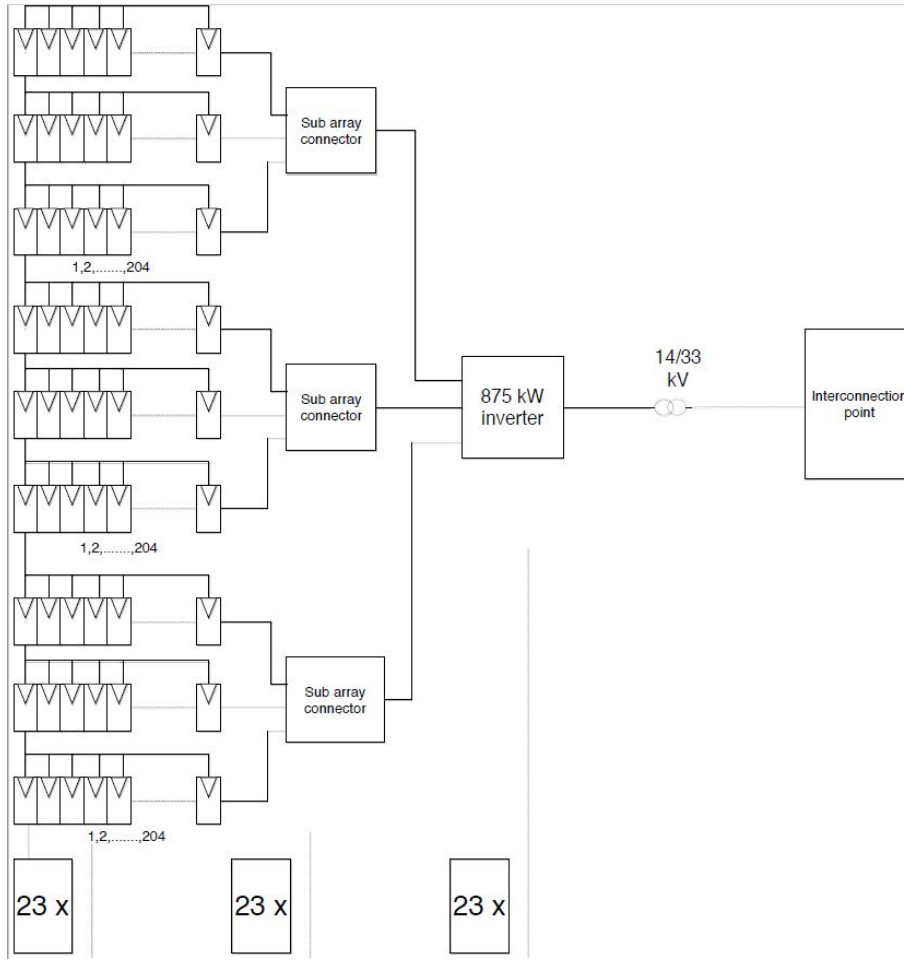 Sub array
connector
1,2,.......,204
14/33
kV
Sub array
connector
875 kW
inverter
Interconnection
point
1,2,.......,204
Sub array
connector
1,2,.......,204
23 x
23 x
23 x